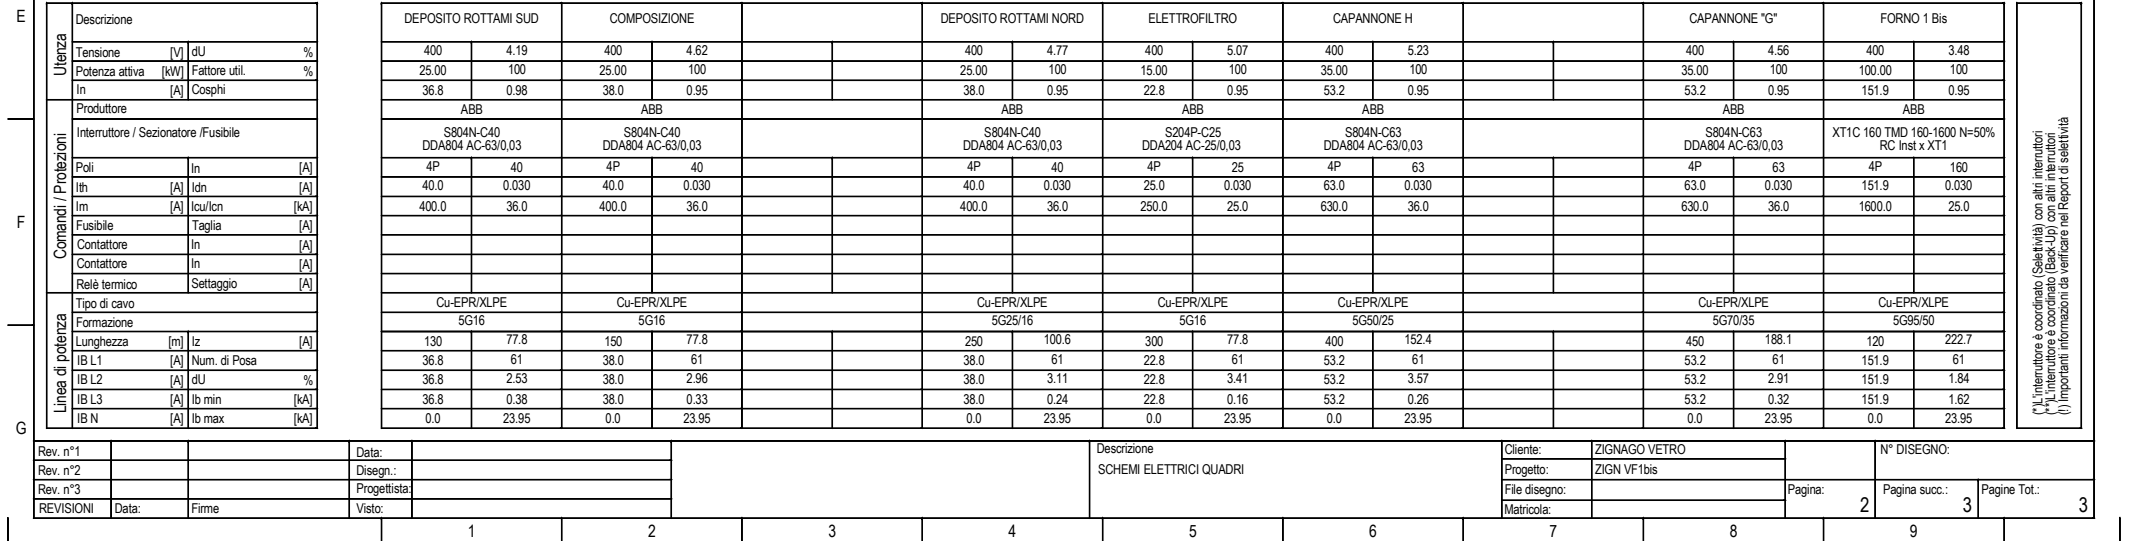 E
Descrizione DEPOSITO ROTTAMI SUD COMPOSIZIONE DEPOSITO ROTTAMI NORD ELETTROFILTRO CAPANNONE H CAPANNONE "G" FORNO 1 Bis
Utenza
Tensione [V] dU % 400 4.19 400 4.62 400 4.77 400 5.07 400 5.23 400 4.56 400 3.48
Potenza attiva [kW] Fattore util. % 25.00 100 25.00 100 25.00 100 15.00 100 35.00 100 35.00 100 100.00 100
In [A] Cosphi 36.8 0.98 38.0 0.95 38.0 0.95 22.8 0.95 53.2 0.95 53.2 0.95 151.9 0.95
Comandi / Protezioni
Produttore ABB ABB ABB ABB ABB ABB ABB
Interruttore / Sezionatore /Fusibile S804N-C40 S804N-C40 S804N-C40 S204P-C25 S804N-C63 S804N-C63 XT1C 160 TMD 160-1600 N=50%
DDA804 AC-63/0,03 DDA804 AC-63/0,03 DDA804 AC-63/0,03 DDA204 AC-25/0,03 DDA804 AC-63/0,03 DDA804 AC-63/0,03 RC Inst x XT1
Poli In [A] 4P 40 4P 40 4P 40 4P 25 4P 63 4P 63 4P 160
Ith [A] Idn [A] 40.0 0.030 40.0 0.030 40.0 0.030 25.0 0.030 63.0 0.030 63.0 0.030 151.9 0.030
F
Im [A] Icu/Icn [kA] 400.0 36.0 400.0 36.0 400.0 36.0 250.0 25.0 630.0 36.0 630.0 36.0 1600.0 25.0
Fusibile Taglia [A]
Contattore In [A]
Contattore In [A]
Relè termico Settaggio [A]
Linea di potenza
Tipo di cavo Cu-EPR/XLPE Cu-EPR/XLPE Cu-EPR/XLPE Cu-EPR/XLPE Cu-EPR/XLPE Cu-EPR/XLPE Cu-EPR/XLPE
Formazione 5G16 5G16 5G25/16 5G16 5G50/25 5G70/35 5G95/50
Lunghezza [m] Iz [A] 130 77.8 150 77.8 250 100.6 300 77.8 400 152.4 450 188.1 120 222.7
IB L1 [A] Num. di Posa 36.8 61 38.0 61 38.0 61 22.8 61 53.2 61 53.2 61 151.9 61
IB L2 [A] dU % 36.8 2.53 38.0 2.96 38.0 3.11 22.8 3.41 53.2 3.57 53.2 2.91 151.9 1.84
IB L3 [A] Ib min [kA] 36.8 0.38 38.0 0.33 38.0 0.24 22.8 0.16 53.2 0.26 53.2 0.32 151.9 1.62
IB N [A] Ib max [kA] 0.0 23.95 0.0 23.95 0.0 23.95 0.0 23.95 0.0 23.95 0.0 23.95 0.0 23.95
G
(*)L'interruttore è coordinato (Selettività) con altri interruttori
(**)L'interruttore è coordinato (Back-Up) con altri interruttori
(!) Importanti informazioni da verificare nel Report di seletività
Rev. n°1 Data: Descrizione Cliente: ZIGNAGO VETRO N° DISEGNO:
Rev. n°2 Disegn.: SCHEMI ELETTRICI QUADRI Progetto: ZIGN VF1bis
Rev. n°3 Progettista: File disegno: Pagina: 2 Pagina succ.: 3 Pagine Tot.: 3
REVISIONI Data: Firme Visto: Matricola:
1 2 3 4 5 6 7 8 9